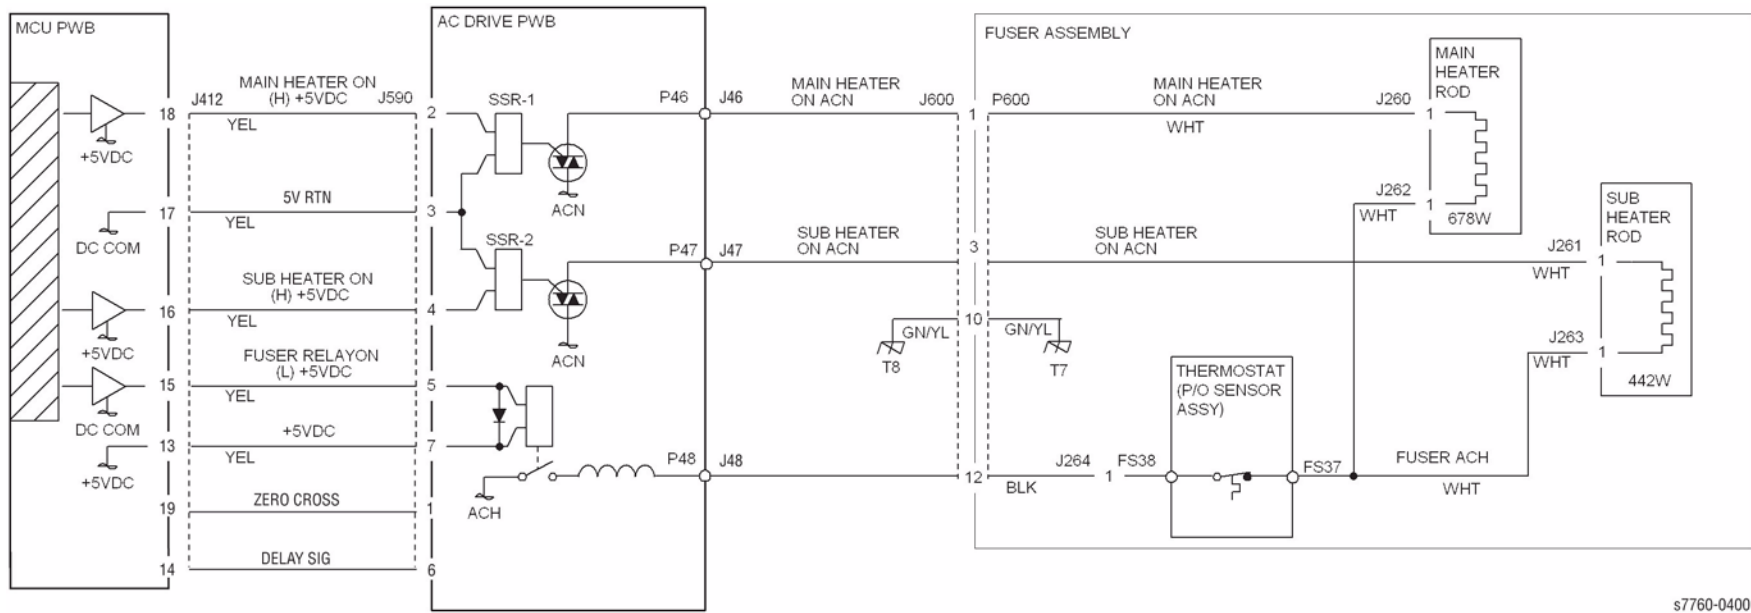 MCU PWB
AC DRIVE PWB
FUSER ASSEMBLY
MAIN HEATER ON
(H) +5VDC
J412
J590
18
YEL
2
+5VDC
SSR-1
P46
J46
ACN
MAIN HEATER
ON ACN
J600
1
P600
MAIN HEATER
ON ACN
WHT
J260
1
MAIN
HEATER
ROD
J262
1
WHT
678W
5V RTN
17
YEL
3
DC COM
SSR-2
P47
J47
SUB HEATER
ON ACN
3
SUB HEATER
ON ACN
J261
1
WHT
SUB
HEATER
ROD
J263
1
WHT
442W
SUB HEATER ON
(H) +5VDC
16
YEL
4
+5VDC
ACN
10
GN/YL
GN/YL
T8
T7
FUSER RELAYON
(L) +5VDC
15
YEL
5
DC COM
+5VDC
13
YEL
7
+5VDC
THERMOSTAT
(P/O SENSOR
ASSY)
P48
J48
12
BLK
J264
1
FS38
FS37
FUSER ACH
WHT
ACH
ZERO CROSS
19
1
DELAY SIG
14
6
s7760-0400